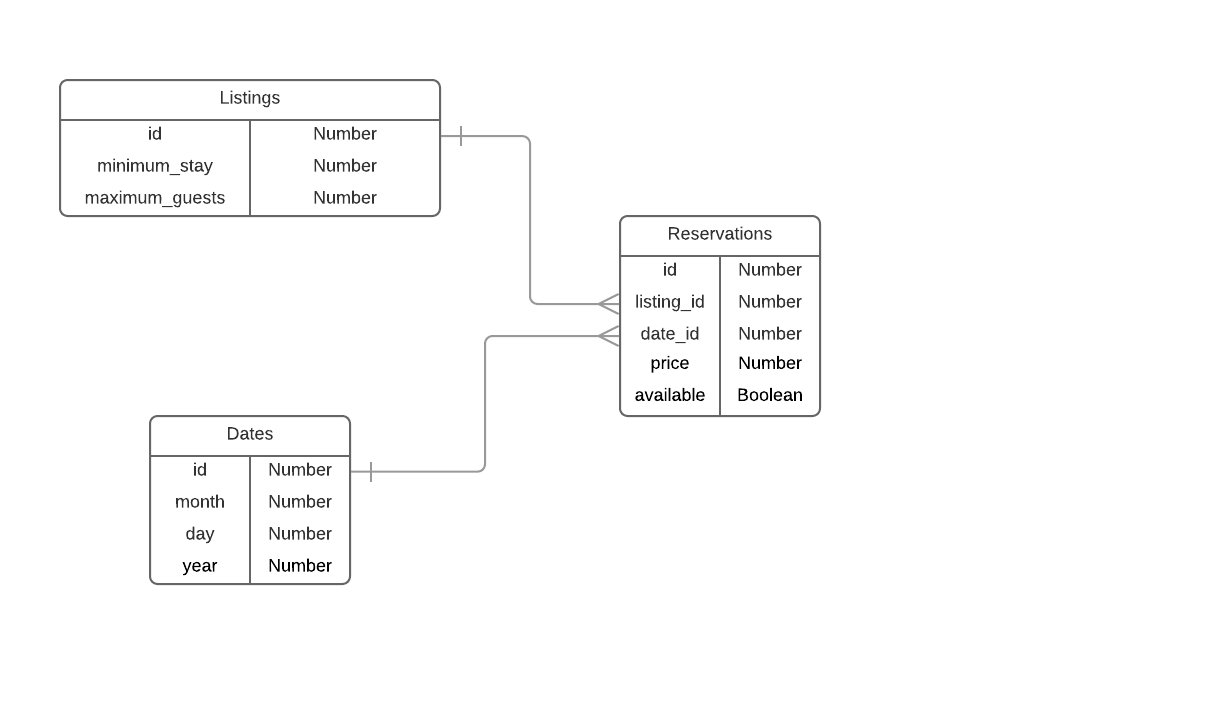 Listings
id Number
minimum_stay Number
maximum_guests Number
Reservations
id Number
listing_id Number
date_id Number
price Number
available Boolean
Dates
id Number
month Number
day Number
year Number